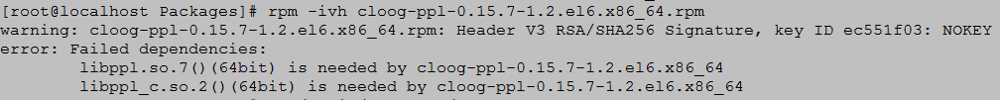 [root@localhost Packages]# rpm -ivh cloog-ppl-0.15.7-1.2.el6.x86_64.rpm
warning: cloog-ppl-0.15.7-1.2.el6.x86_64.rpm: Header V3 RSA/SHA256 Signature, key ID ec551f03: NOKEY
error: Failed dependencies:
        libppl.so.7()(64bit) is needed by cloog-ppl-0.15.7-1.2.el6.x86_64
        libppl_c.so.2()(64bit) is needed by cloog-ppl-0.15.7-1.2.el6.x86_64